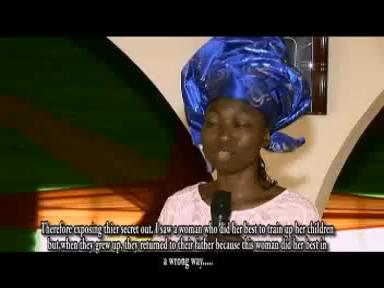 Therefore exposing thier secret out. I saw a woman who did her best to train up her children
but when they grew up, they returned to their father because this woman did her best in
a wrong way.....